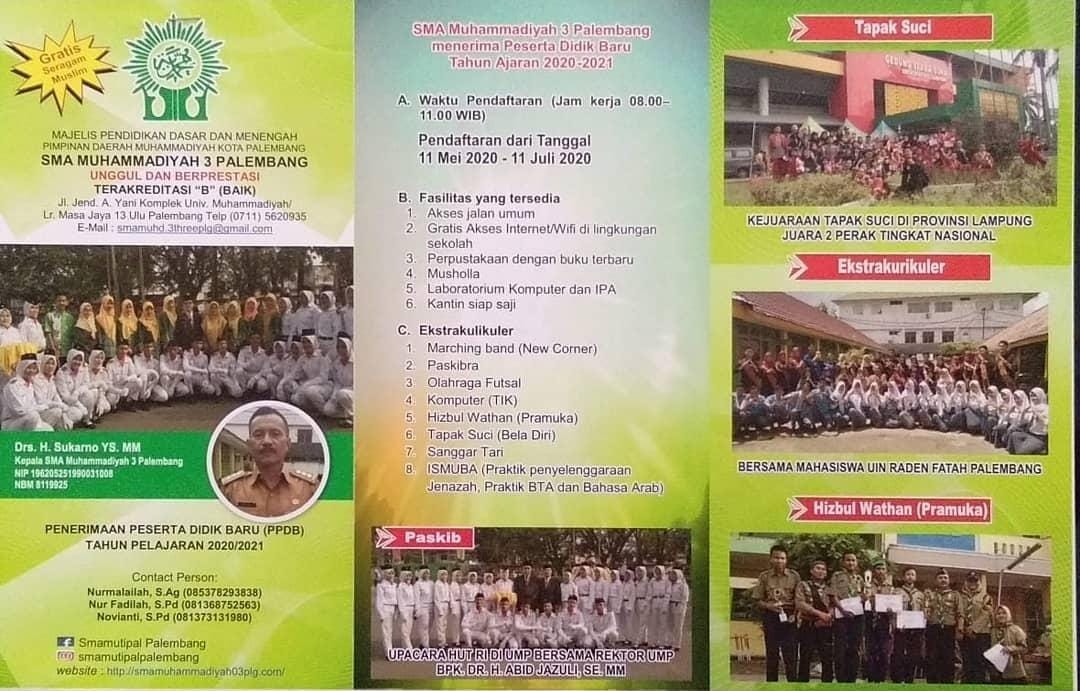 Gratis
Seragam
Muslim
MAJELIS PENDIDIKAN DASAR DAN MENENGAH
PIMPINAN DAERAH MUHAMMADIYAH KOTA PALEMBANG
SMA MUHAMMADIYAH 3 PALEMBANG
UNGGUL DAN BERPRESTASI
TERAKREDITASI "B" (BAIK)
Jl. Jend. A. Yani Komplek Univ. Muhammadiyah/
Lr. Masa Jaya 13 Ulu Palembang Telp (0711) 5620935
E-Mail : smamuhd.3threeplg@gmail.com
Drs. H. Sukarno YS. MM
Kepala SMA Muhammadiyah 3 Palembang
NIP 196205251990031008
NBM 8119925
PENERIMAAN PESERTA DIDIK BARU (PPDB)
TAHUN PELAJARAN 2020/2021
Contact Person:
Nurmalailah, S.Ag (085378293838)
Nur Fadilah, S.Pd (081368752563)
Novianti, S.Pd (081373131980)
Smamutipal Palembang
smamutipalpalembang
website : http://smamuhammadiyah03plg.com/
SMA Muhammadiyah 3 Palembang
menerima Peserta Didik Baru
Tahun Ajaran 2020-2021
A. Waktu Pendaftaran (Jam kerja 08.00–
11.00 WIB)
Pendaftaran dari Tanggal
11 Mei 2020 - 11 Juli 2020
B. Fasilitas yang tersedia
1. Akses jalan umum
2. Gratis Akses Internet/Wifi di lingkungan
sekolah
3. Perpustakaan dengan buku terbaru
4. Musholla
5. Laboratorium Komputer dan IPA
6. Kantin siap saji
C. Ekstrakulikuler
1. Marching band (New Corner)
2. Paskibra
3. Olahraga Futsal
4. Komputer (TIK)
5. Hizbul Wathan (Pramuka)
6. Tapak Suci (Bela Diri)
7. Sanggar Tari
8. ISMUBA (Praktik penyelenggaraan
Jenazah, Praktik BTA dan Bahasa Arab)
Paskib
UPACARA HUT RI DI UMP BERSAMA REKTOR UMP
BPK. DR. H. ABID JAZULI, SE. MM
Tapak Suci
KEJUARAAN TAPAK SUCI DI PROVINSI LAMPUNG
JUARA 2 PERAK TINGKAT NASIONAL
Ekstrakurikuler
BERSAMA MAHASISWA UIN RADEN FATAH PALEMBANG
Hizbul Wathan (Pramuka)